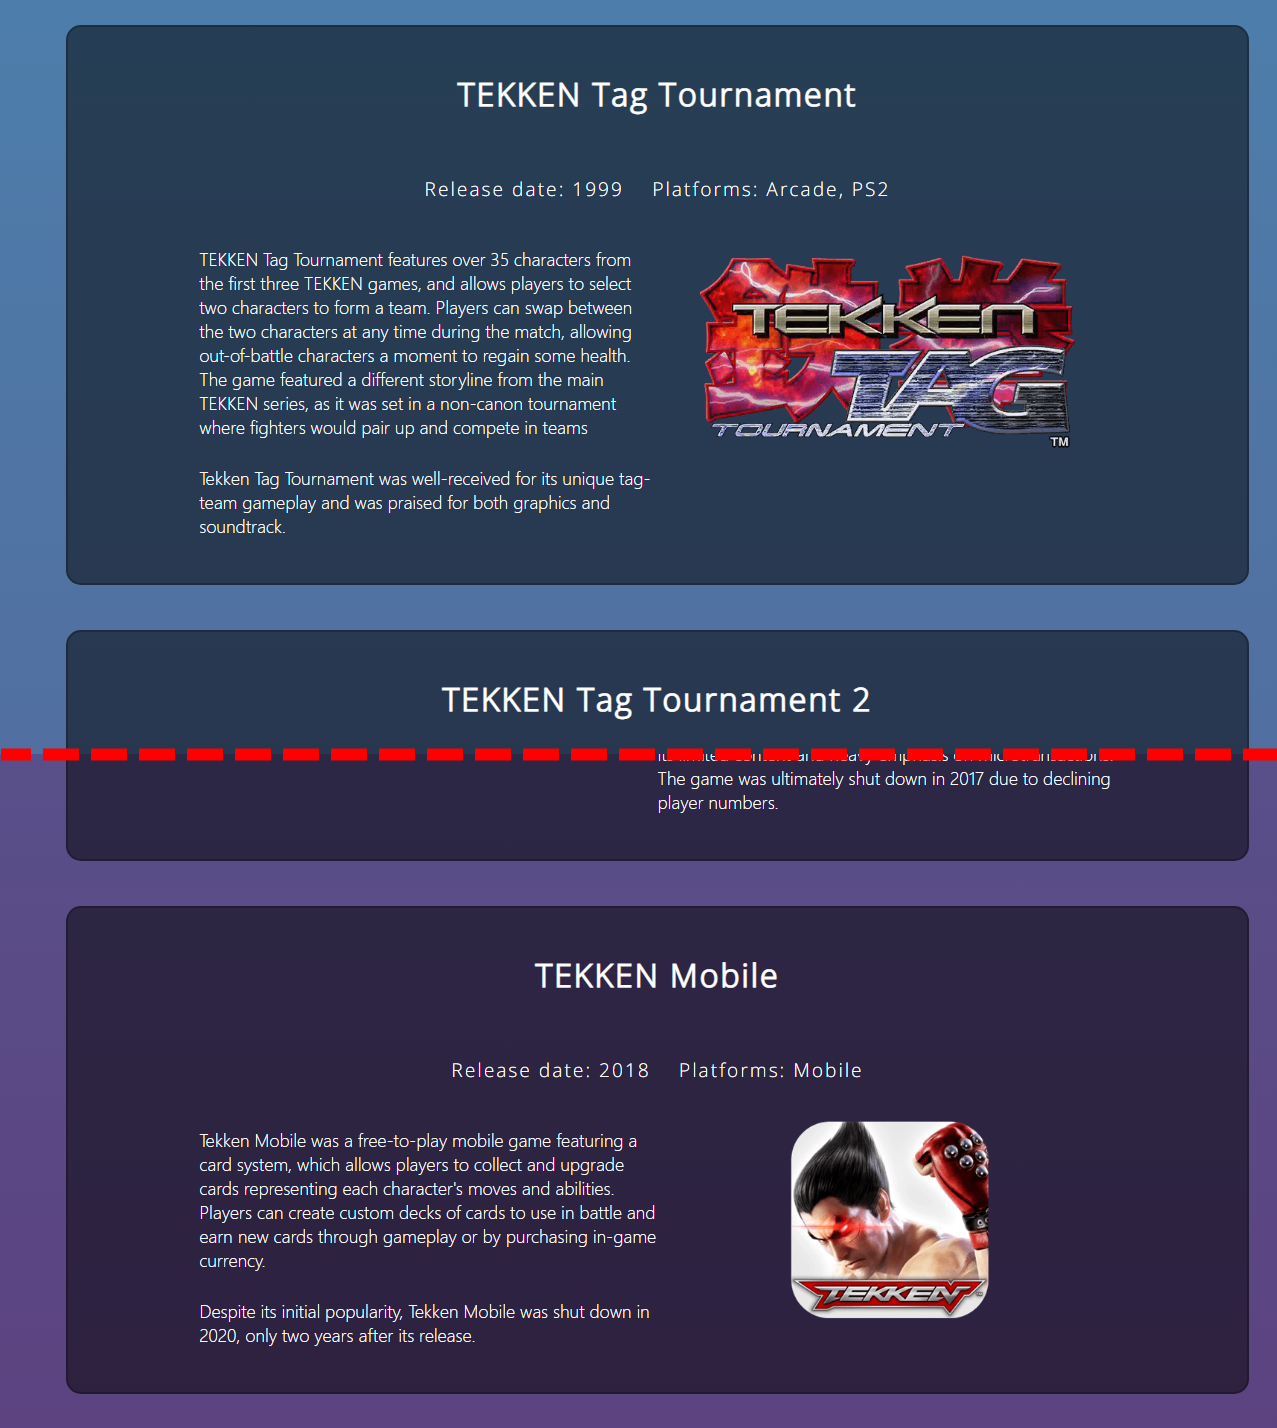 TEKKEN Tag Tournament
Release date: 1999 Platforms: Arcade, PS2
TEKKEN Tag Tournament features over 35 characters from
the first three TEKKEN games, and allows players to select
two characters to form a team. Players can swap between
the two characters at any time during the match, allowing
out-of-battle characters a moment to regain some health.
The game featured a different storyline from the main
TEKKEN series, as it was set in a non-canon tournament
where fighters would pair up and compete in teams
Tekken Tag Tournament was well-received for its unique tag-
team gameplay and was praised for both graphics and
soundtrack.
鉄拳
TEKKEN
TAG
TOURNAMENT
TM
TEKKEN Tag Tournament 2
The game was ultimately shut down in 2017 due to declining
player numbers.
TEKKEN Mobile
Release date: 2018 Platforms: Mobile
Tekken Mobile was a free-to-play mobile game featuring a
card system, which allows players to collect and upgrade
cards representing each character's moves and abilities.
Players can create custom decks of cards to use in battle and
earn new cards through gameplay or by purchasing in-game
currency.
Despite its initial popularity, Tekken Mobile was shut down in
2020, only two years after its release.
TEKKEN